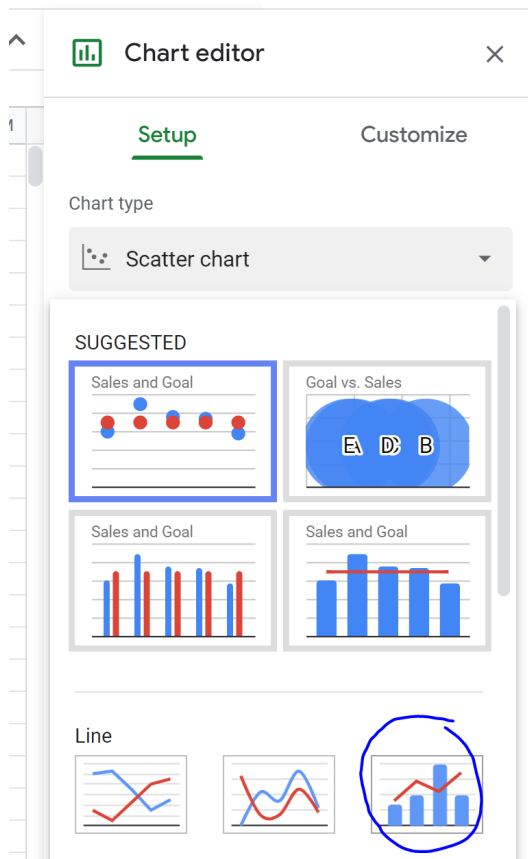 Chart editor
Setup Customize
Chart type
Scatter chart
SUGGESTED
Sales and Goal
Goal vs. Sales
E D B
Sales and Goal
Sales and Goal
Line